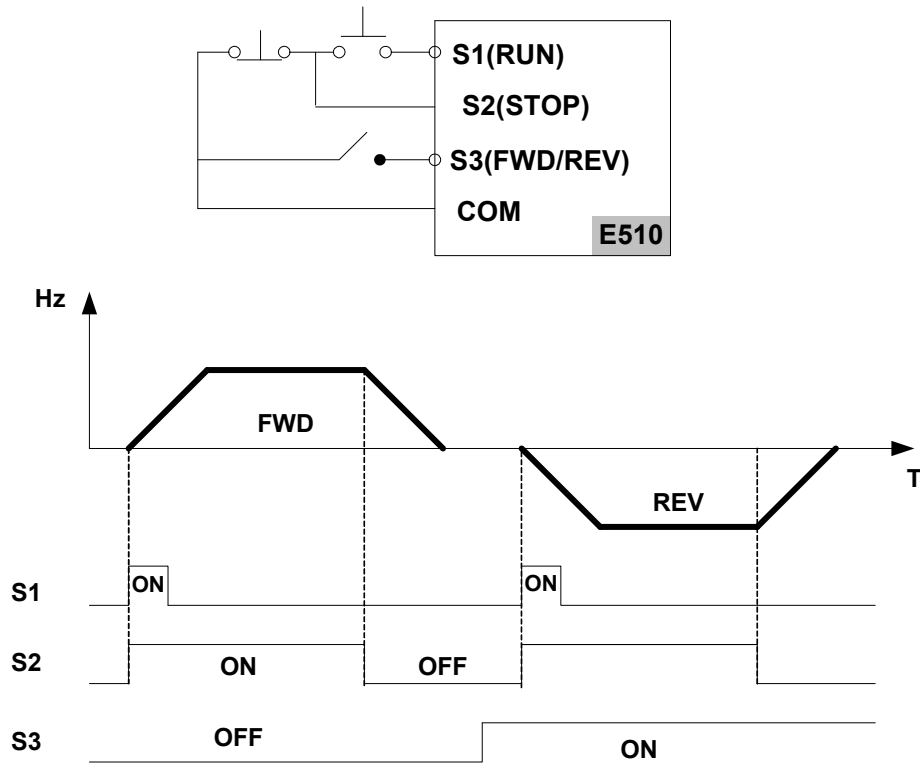 S1(RUN)
S2(STOP)
S3(FWD/REV)
COM
E510
Hz
FWD
T
REV
S1 ON ON
S2 ON OFF
S3 OFF ON